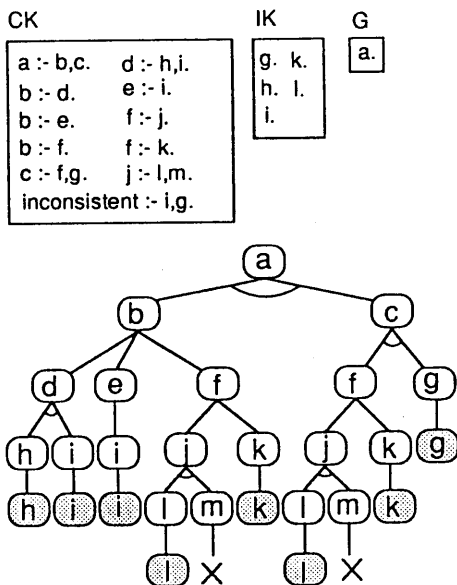 CK IK G
a :- b,c. d :- h,i. g. k. a.
b :- d. e :- i. h. l.
b :- e. f :- j. i.
b :- f. f :- k.
c :- f,g. j :- l,m.
inconsistent :- i,g.
a
b c
d e f f g
h i i j k j k g
h i i l m k l m k
l X l X